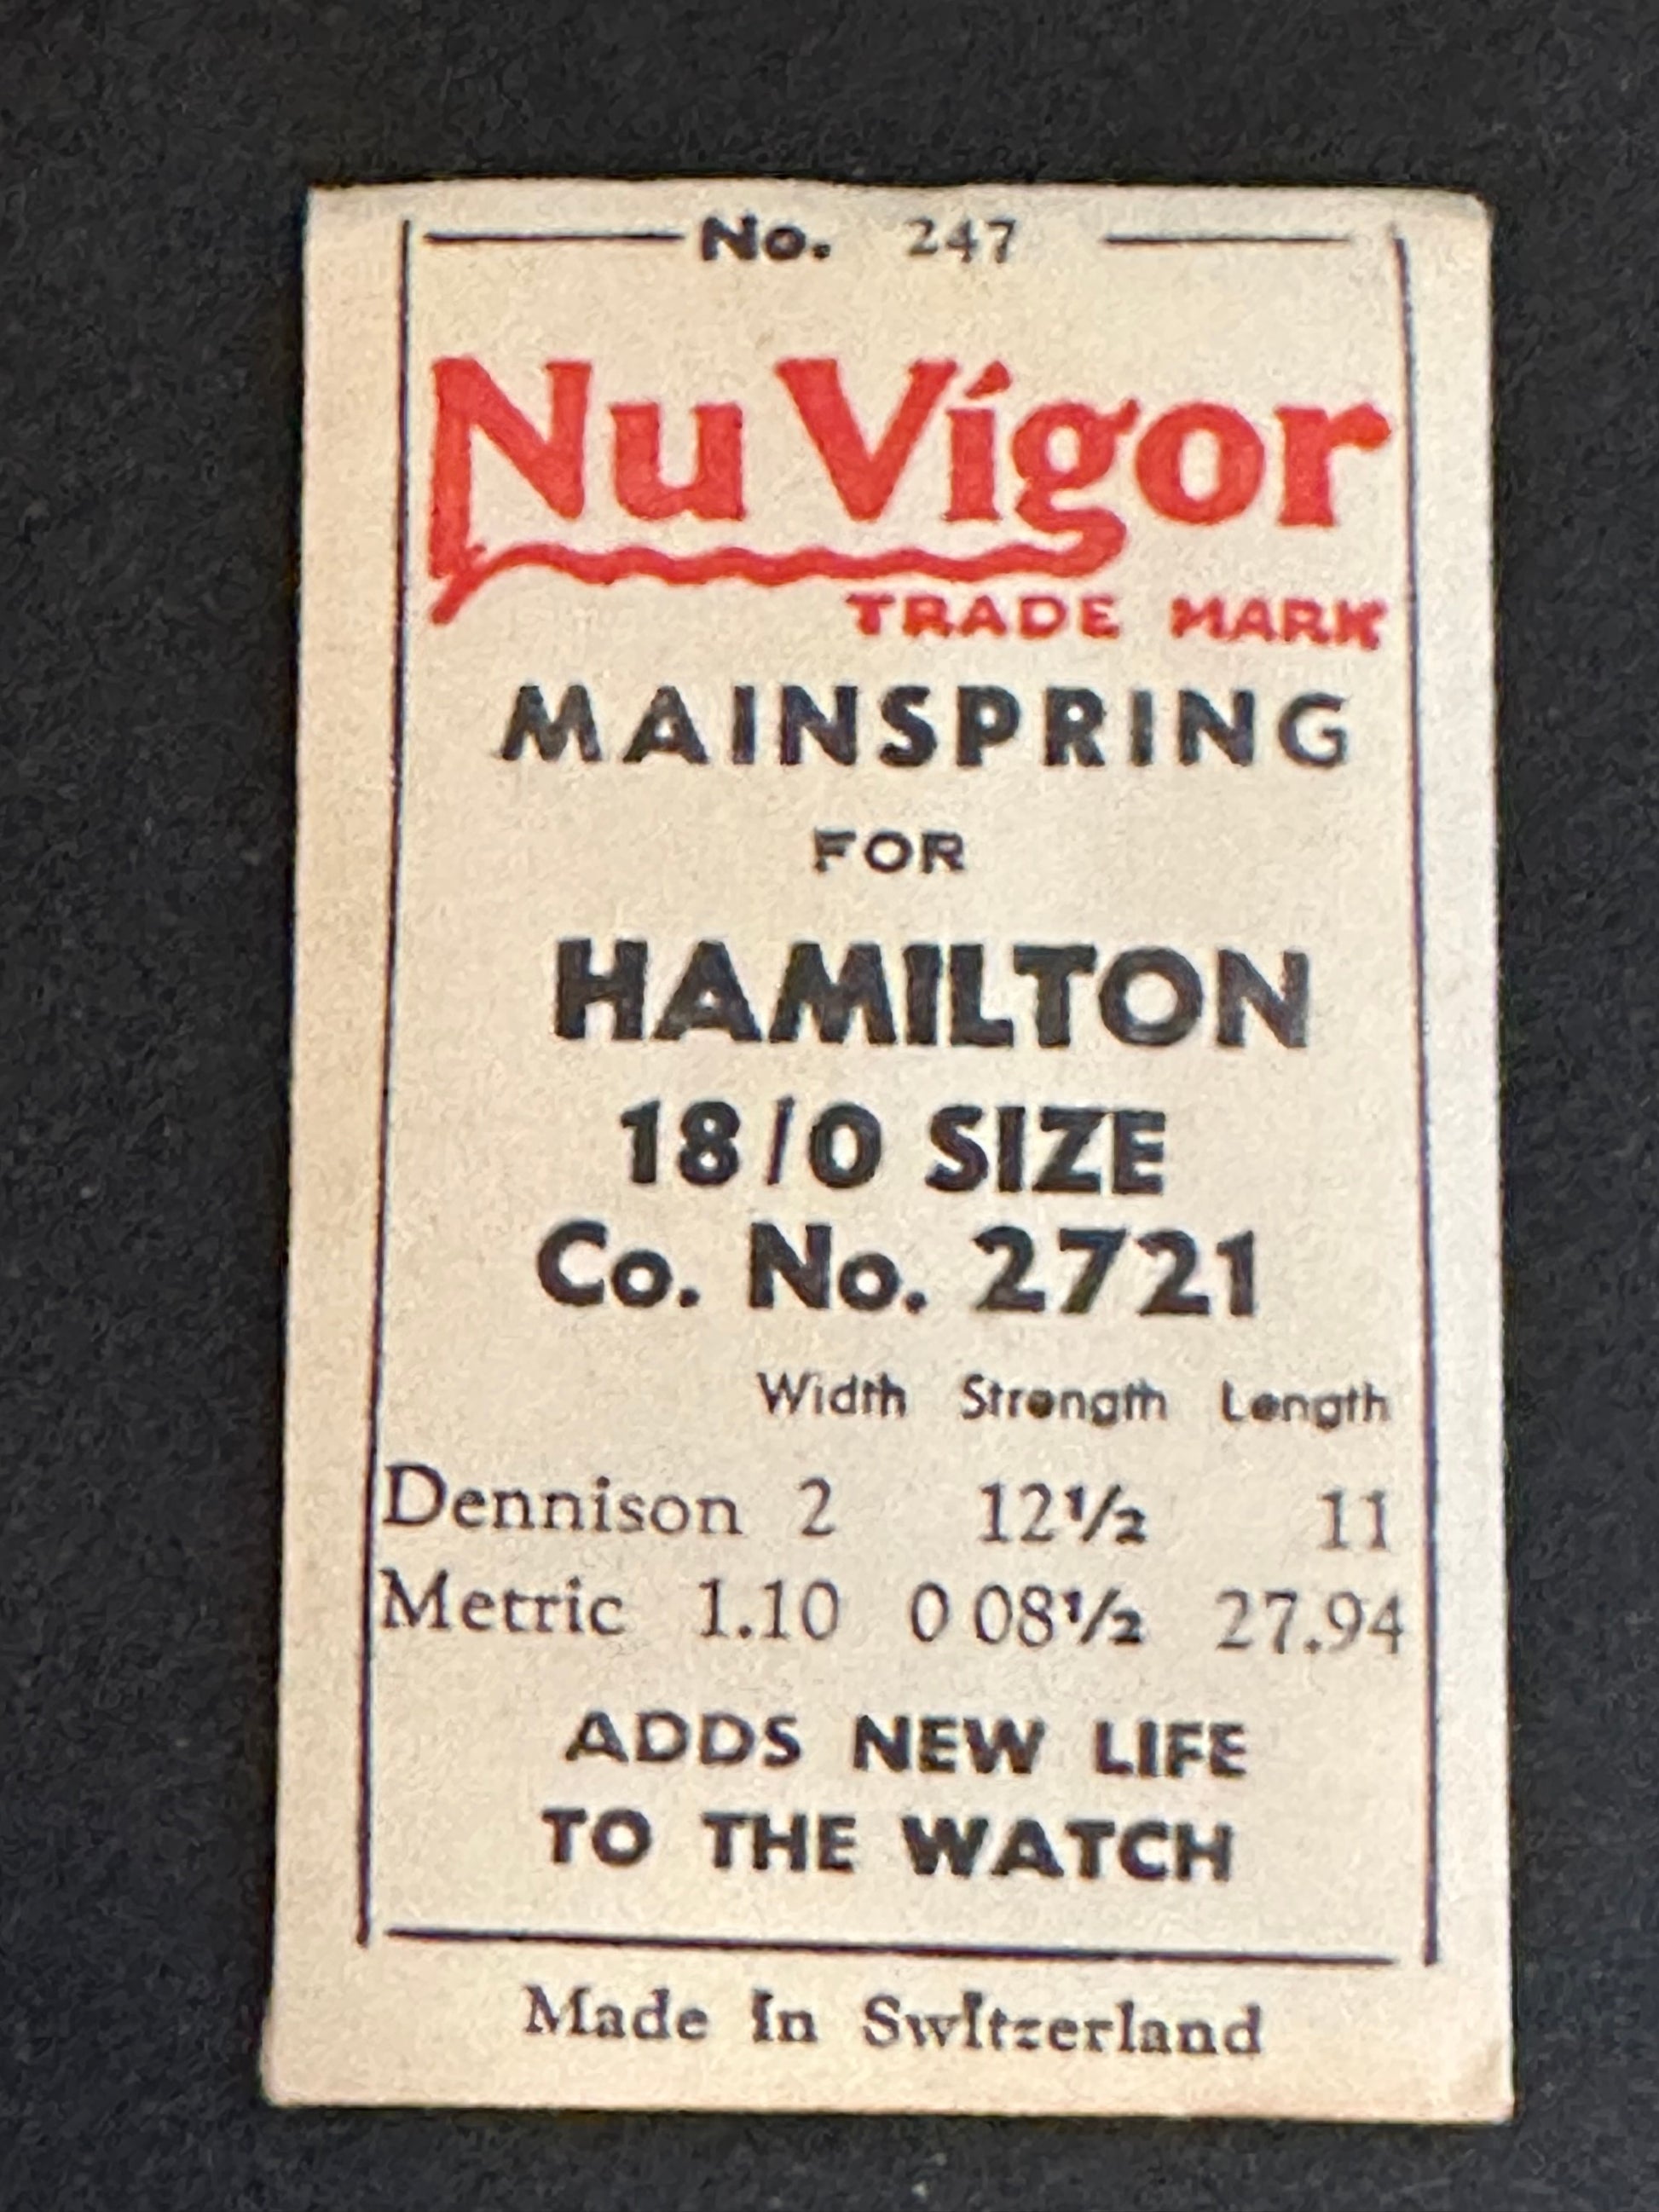 No. 247
Nu Vigor
TRADE MARK
MAINSPRING
FOR
HAMILTON
18/0 SIZE
Co. No. 2721
Width Strength Length
Dennison 2 12½ 11
Metric 1.10 0 08½ 27.94
ADDS NEW LIFE
TO THE WATCH
Made In Switzerland